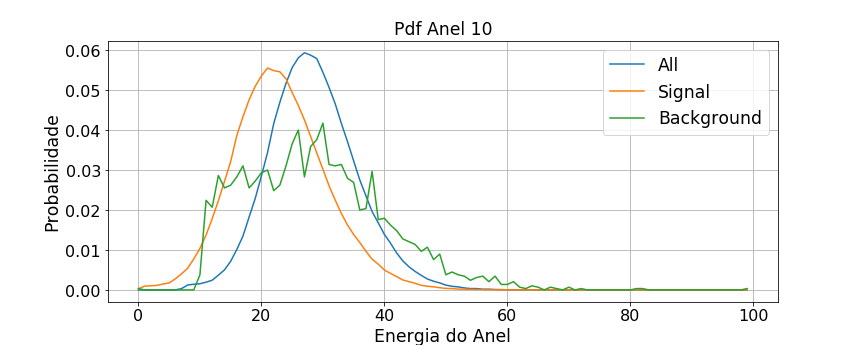 Pdf Anel 10
0.06
0.05
0.04
0.03
0.02
0.01
0.00
Probabilidade
All
Signal
Background
0 20 40 60 80 100
Energia do Anel